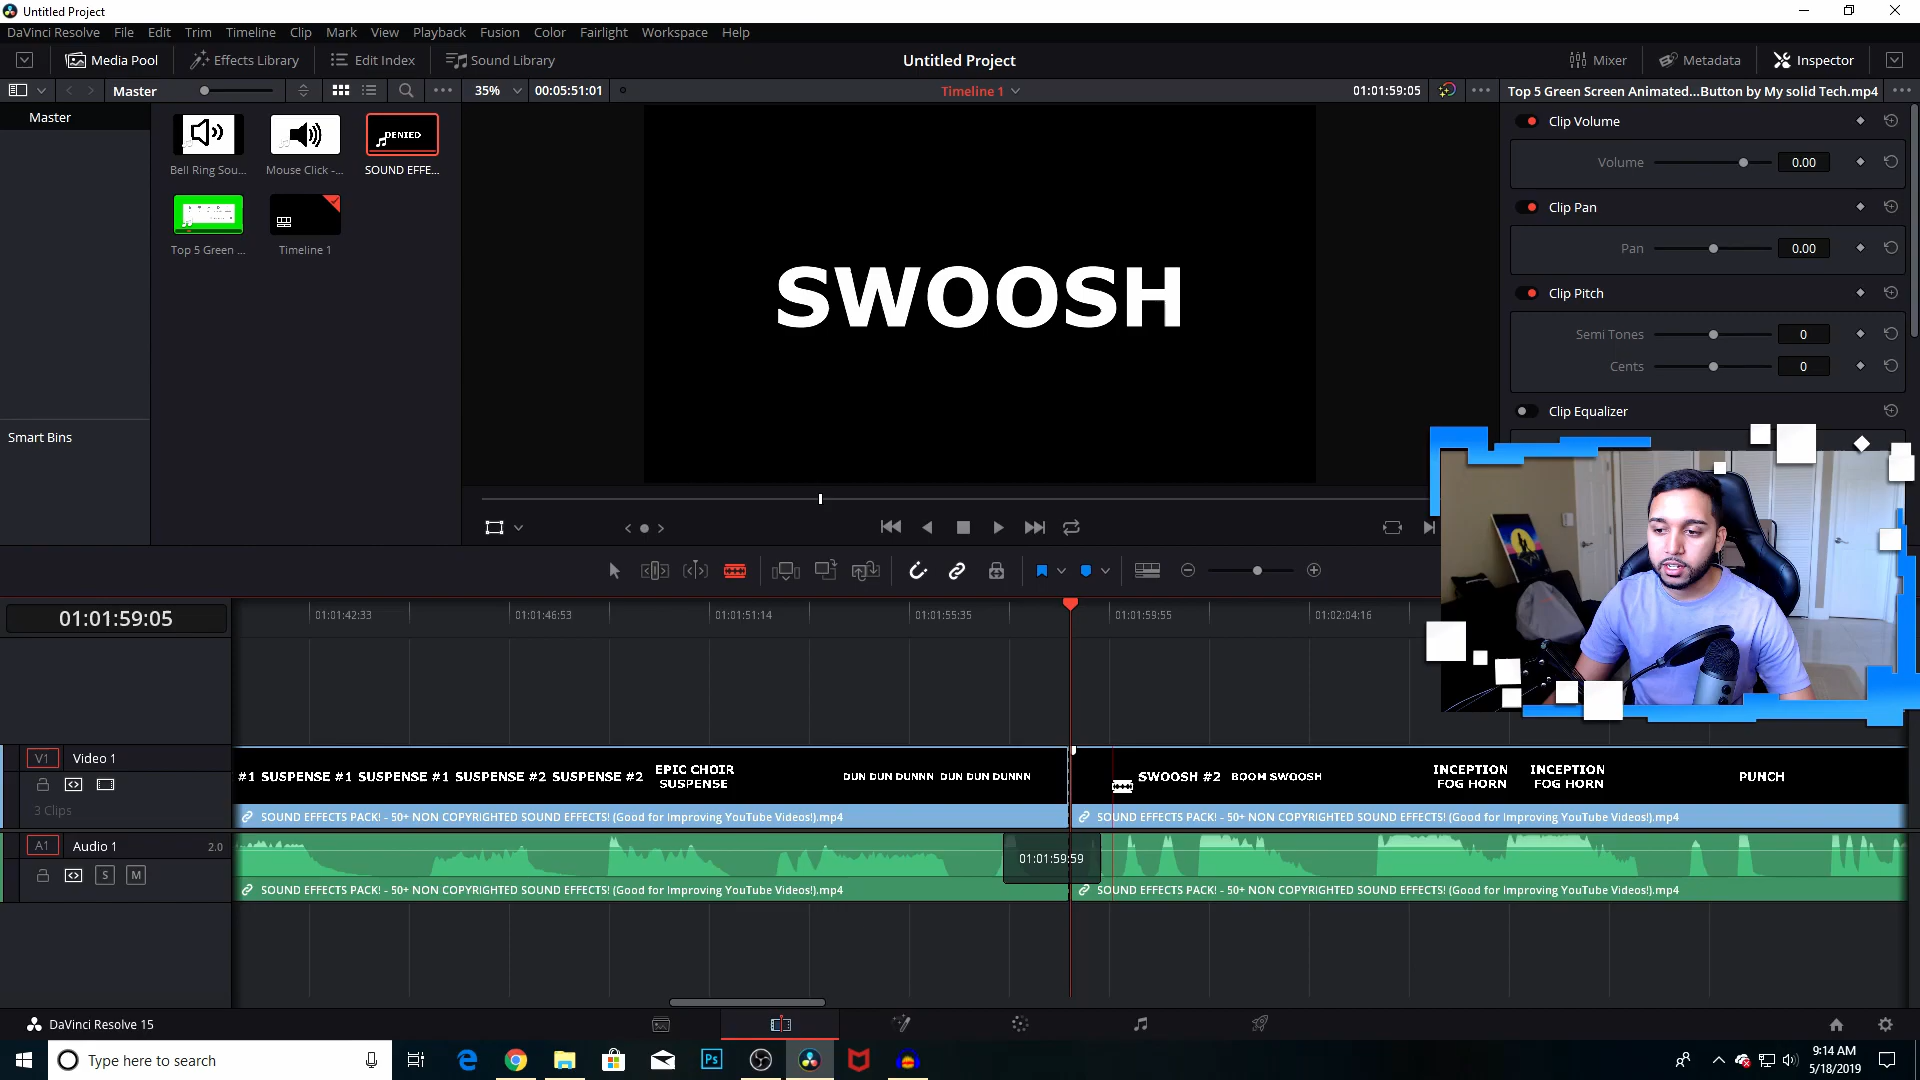 Untitled Project
DaVinci Resolve File Edit Trim Timeline Clip Mark View Playback Fusion Color Fairlight Workspace Help
Media Pool Effects Library Edit Index Sound Library Untitled Project Mixer Metadata Inspector
Master 35% 00:05:51:01 Timeline 1 01:01:59:05 Top 5 Green Screen Animated...Button by My solid Tech.mp4
Master
DENIED
Bell Ring Sou... Mouse Click -... SOUND EFFE...
Top 5 Green ... Timeline 1
Smart Bins
SWOOSH
Clip Volume
Volume 0.00
Clip Pan
Pan 0.00
Clip Pitch
Semi Tones 0
Cents 0
Clip Equalizer
01:01:59:05 01:01:42:33 01:01:46:53 01:01:51:14 01:01:55:35 01:01:59:55 01:02:04:16
V1 Video 1
3 Clips
#1 SUSPENSE #1 SUSPENSE #1 SUSPENSE #2 SUSPENSE #2 EPIC CHOIR SUSPENSE DUN DUN DUNNN DUN DUN DUNNN SWOOSH #2 BOOM SWOOSH INCEPTION FOG HORN INCEPTION FOG HORN PUNCH
SOUND EFFECTS PACK! - 50+ NON COPYRIGHTED SOUND EFFECTS! (Good for Improving YouTube Videos!).mp4 SOUND EFFECTS PACK! - 50+ NON COPYRIGHTED SOUND EFFECTS! (Good for Improving YouTube Videos!).mp4
A1 Audio 1 2.0
S M
01:01:59:59
SOUND EFFECTS PACK! - 50+ NON COPYRIGHTED SOUND EFFECTS! (Good for Improving YouTube Videos!).mp4 SOUND EFFECTS PACK! - 50+ NON COPYRIGHTED SOUND EFFECTS! (Good for Improving YouTube Videos!).mp4
DaVinci Resolve 15
Type here to search
Ps
9:14 AM
5/18/2019